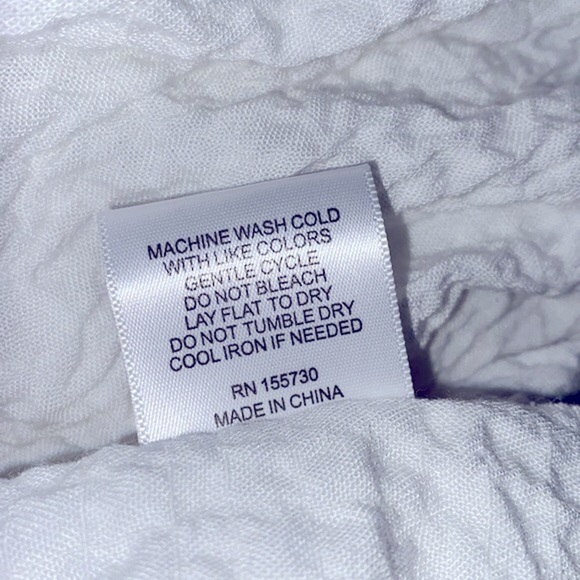 MACHINE WASH COLD
WITH LIKE COLORS
GENTLE CYCLE
DO NOT BLEACH
LAY FLAT TO DRY
DO NOT TUMBLE DRY
COOL IRON IF NEEDED
RN 155730
MADE IN CHINA